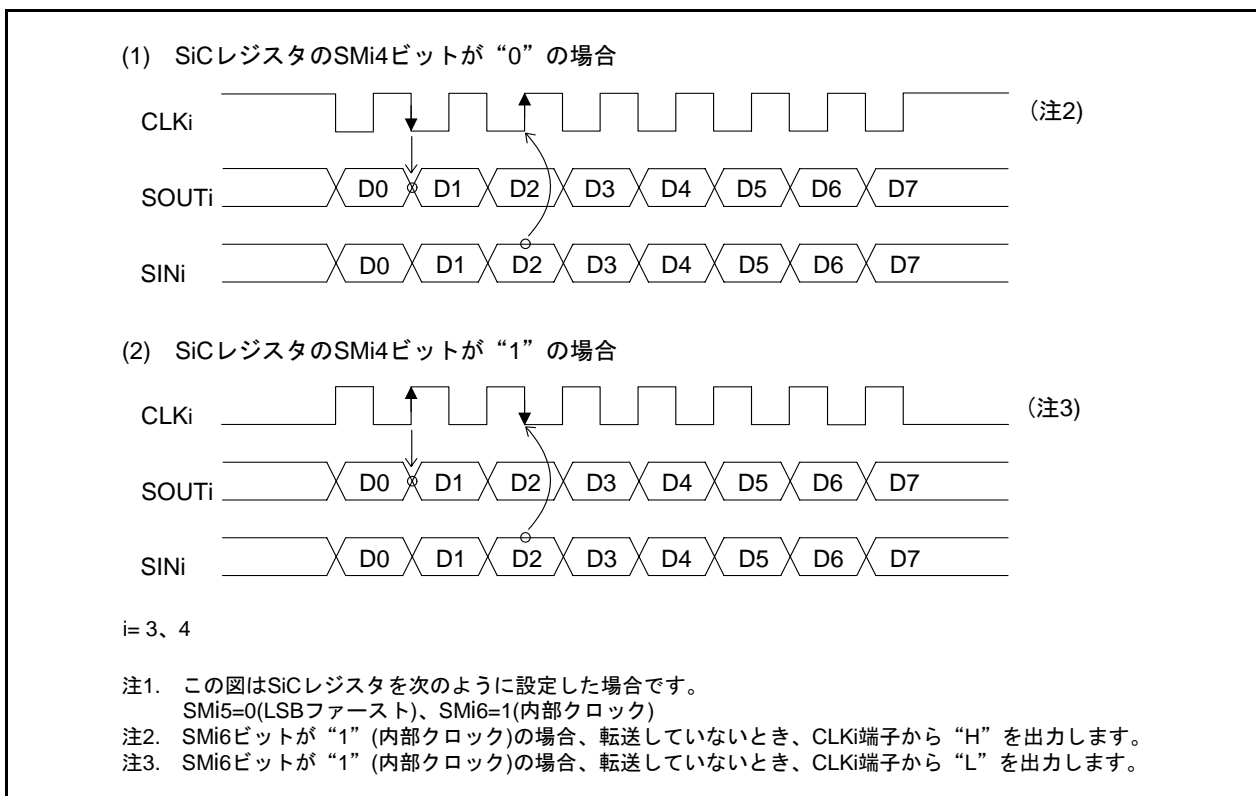 (1) SiCレジスタのSMi4ビットが“0”の場合
CLKi
(注2)
SOUTi D0 D1 D2 D3 D4 D5 D6 D7
SINi D0 D1 D2 D3 D4 D5 D6 D7
(2) SiCレジスタのSMi4ビットが“1”の場合
CLKi
(注3)
SOUTi D0 D1 D2 D3 D4 D5 D6 D7
SINi D0 D1 D2 D3 D4 D5 D6 D7
i= 3、4
注1. この図はSiCレジスタを次のように設定した場合です。
SMi5=0(LSBファースト)、SMi6=1(内部クロック)
注2. SMi6ビットが“1”(内部クロック)の場合、転送していないとき、CLKi端子から“H”を出力します。
注3. SMi6ビットが“1”(内部クロック)の場合、転送していないとき、CLKi端子から“L”を出力します。